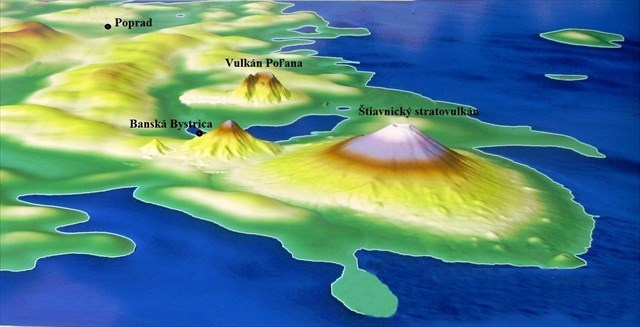 Poprad
Vulkán Poľana
Štiavnický stratovulkán
Banská Bystrica